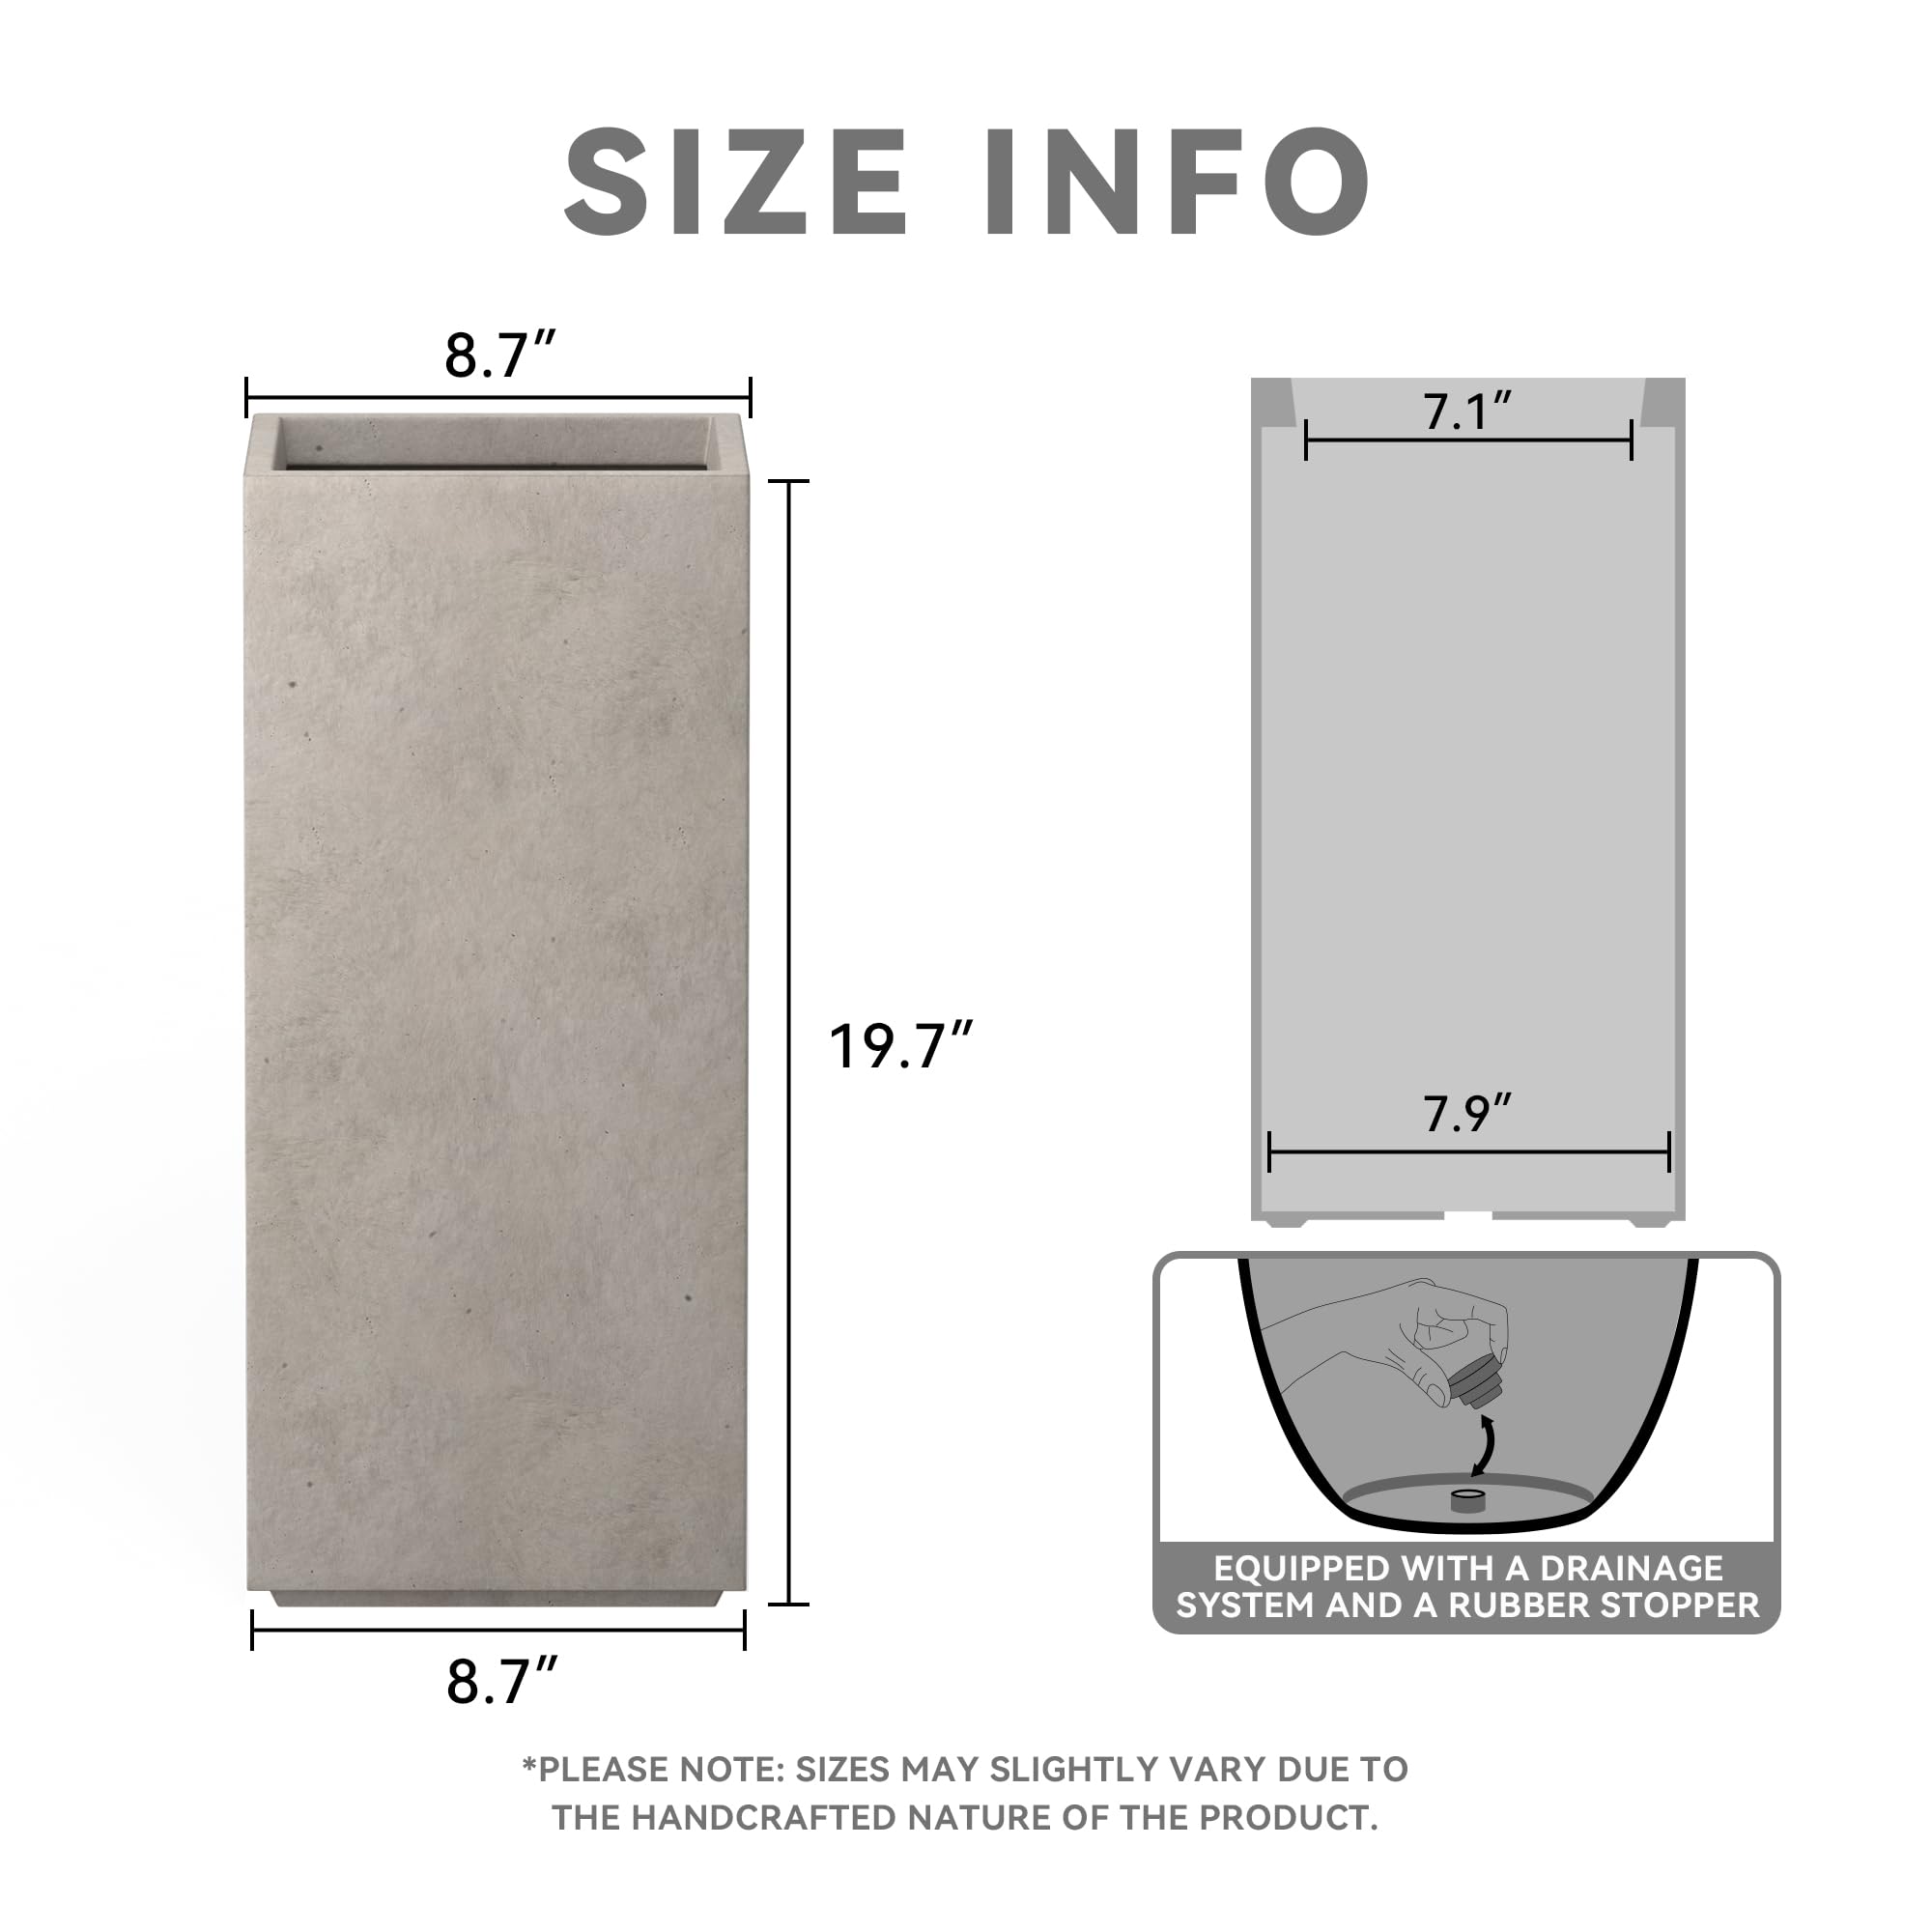 SIZE INFO
8.7″
7.1″
19.7″
7.9″
EQUIPPED WITH A DRAINAGE
SYSTEM AND A RUBBER STOPPER
8.7″
*PLEASE NOTE: SIZES MAY SLIGHTLY VARY DUE TO
THE HANDCRAFTED NATURE OF THE PRODUCT.